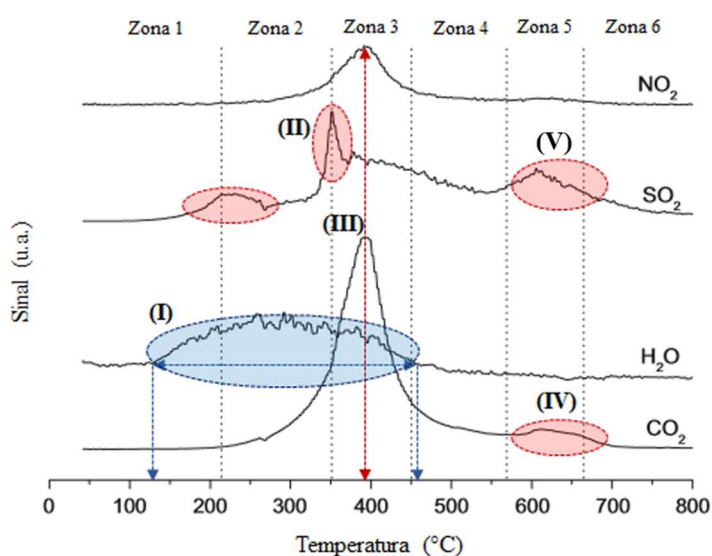 Zona 1 Zona 2 Zona 3 Zona 4 Zona 5 Zona 6
NO₂
(II)
(V)
SO₂
(III)
(I)
H₂O
(IV)
CO₂
Sinal (u.a.)
0 100 200 300 400 500 600 700 800
Temperatura (°C)